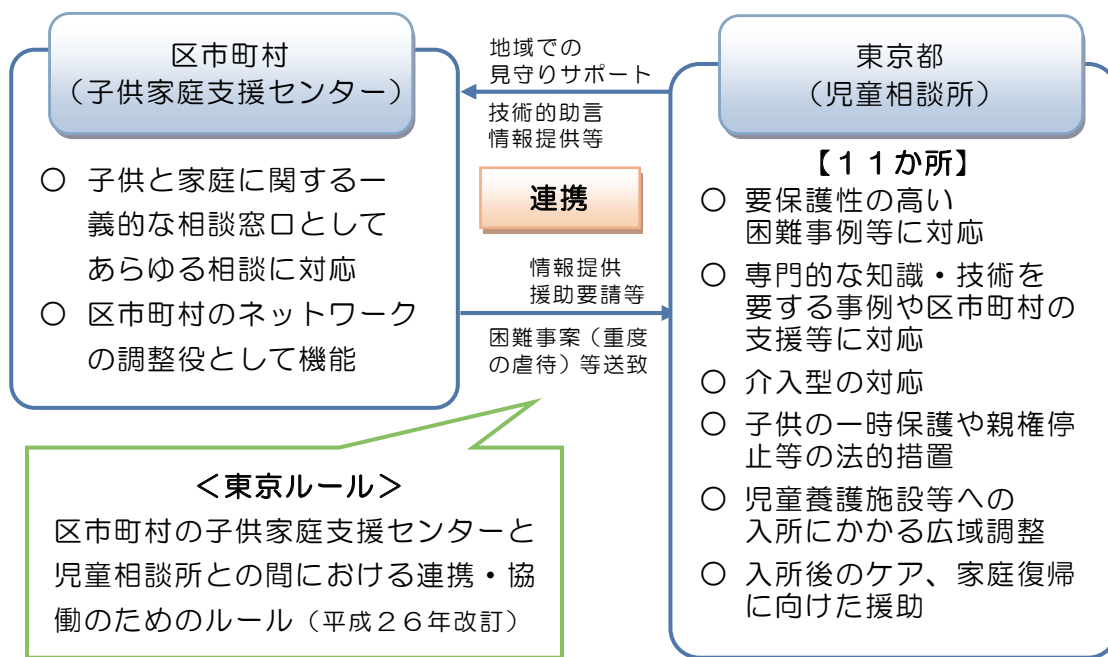 区市町村
（子供家庭支援センター）
〇 子供と家庭に関する一
義的な相談窓口として
あらゆる相談に対応
〇 区市町村のネットワーク
の調整役として機能
地域での
見守りサポート
技術的助言
情報提供等
連携
情報提供
援助要請等
困難事案（重度
の虐待）等送致
東京都
（児童相談所）
【１１か所】
〇 要保護性の高い
困難事例等に対応
〇 専門的な知識・技術を
要する事例や区市町村の
支援等に対応
〇 介入型の対応
〇 子供の一時保護や親権停
止等の法的措置
〇 児童養護施設等への
入所にかかる広域調整
〇 入所後のケア、家庭復帰
に向けた援助
＜東京ルール＞
区市町村の子供家庭支援センターと
児童相談所との間における連携・協
働のためのルール（平成２６年改訂）